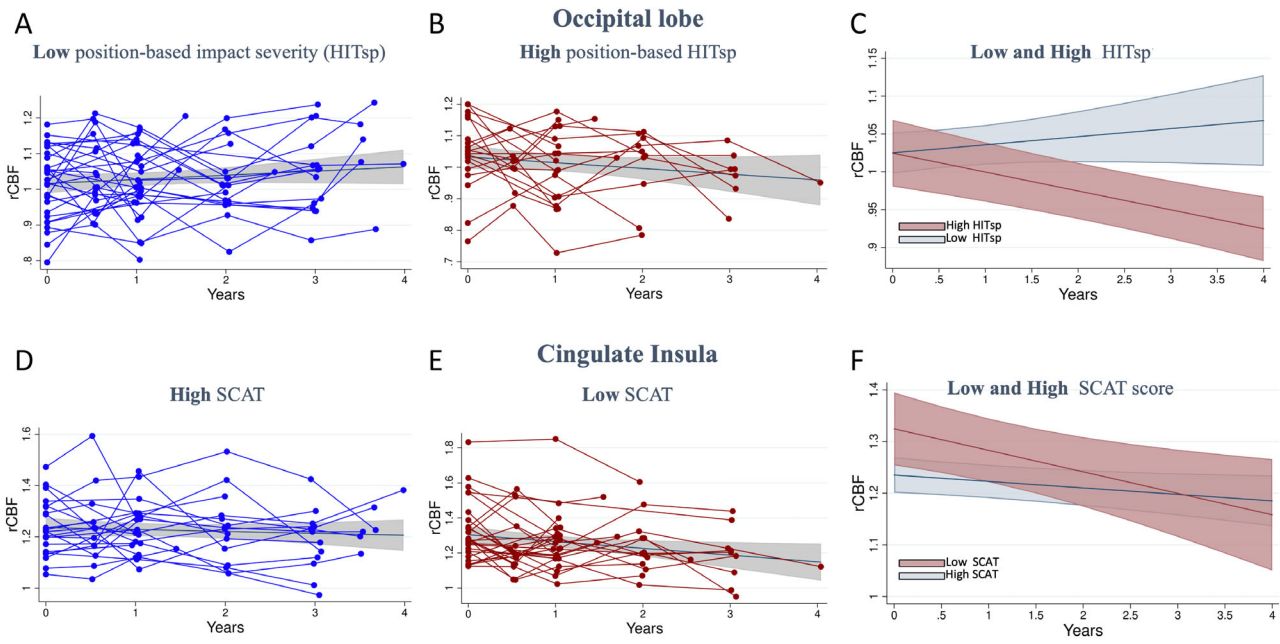 Occipital lobe
A
Low position-based impact severity (HITsp)
rCBF
1.2
1.1
1
.9
.8
0
1
2
3
4
Years
B
High position-based HITsp
rCBF
1.2
1.1
1.0
.9
.8
.7
0
1
2
3
4
Years
C
Low and High HITsp
rCBF
1.15
1.1
1.05
1
.95
.9
High HITsp
Low HITsp
0
.5
1
1.5
2
2.5
3
3.5
4
Years
Cingulate Insula
D
High SCAT
rCBF
1.6
1.4
1.2
1
0
1
2
3
4
Years
E
Low SCAT
rCBF
1.8
1.6
1.4
1.2
1
0
1
2
3
4
Years
F
Low and High SCAT score
rCBF
1.4
1.3
1.2
1.1
1
Low SCAT
High SCAT
0
.5
1
1.5
2
2.5
3
3.5
4
Years